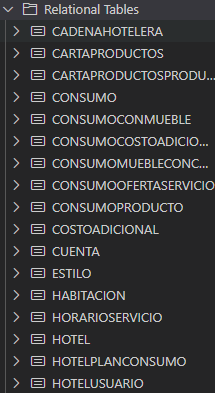 Relational Tables
CADENAHOTELERA
CARTAPRODUCTOS
CARTAPRODUCTOSPRODU...
CONSUMO
CONSUMOCONMUEBLE
CONSUMOCOSTOADICIO...
CONSUMOMUEBLECONC...
CONSUMOOFERTASERVICIO
CONSUMOPRODUCTO
COSTOADICIONAL
CUENTA
ESTILO
HABITACION
HORARIOSERVICIO
HOTEL
HOTELPLANCONSUMO
HOTELUSUARIO